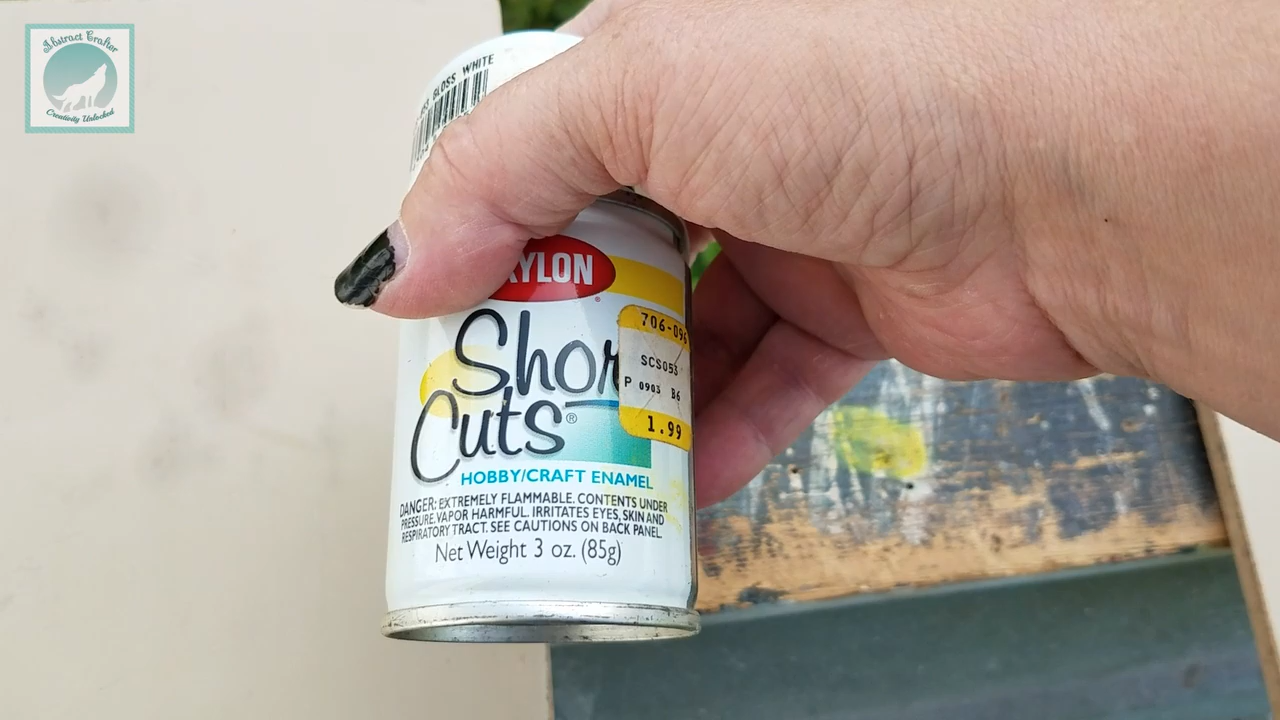 Abstract Crafter
Creativity Unlocked
GLOSS WHITE
RYLON
Shor
Cuts®
HOBBY/CRAFT ENAMEL
DANGER: EXTREMELY FLAMMABLE. CONTENTS UNDER
PRESSURE. VAPOR HARMFUL. IRRITATES EYES, SKIN AND
RESPIRATORY TRACT. SEE CAUTIONS ON BACK PANEL.
Net Weight 3 oz. (85g)
706-096
SCS053
P 0903 B6
1.99